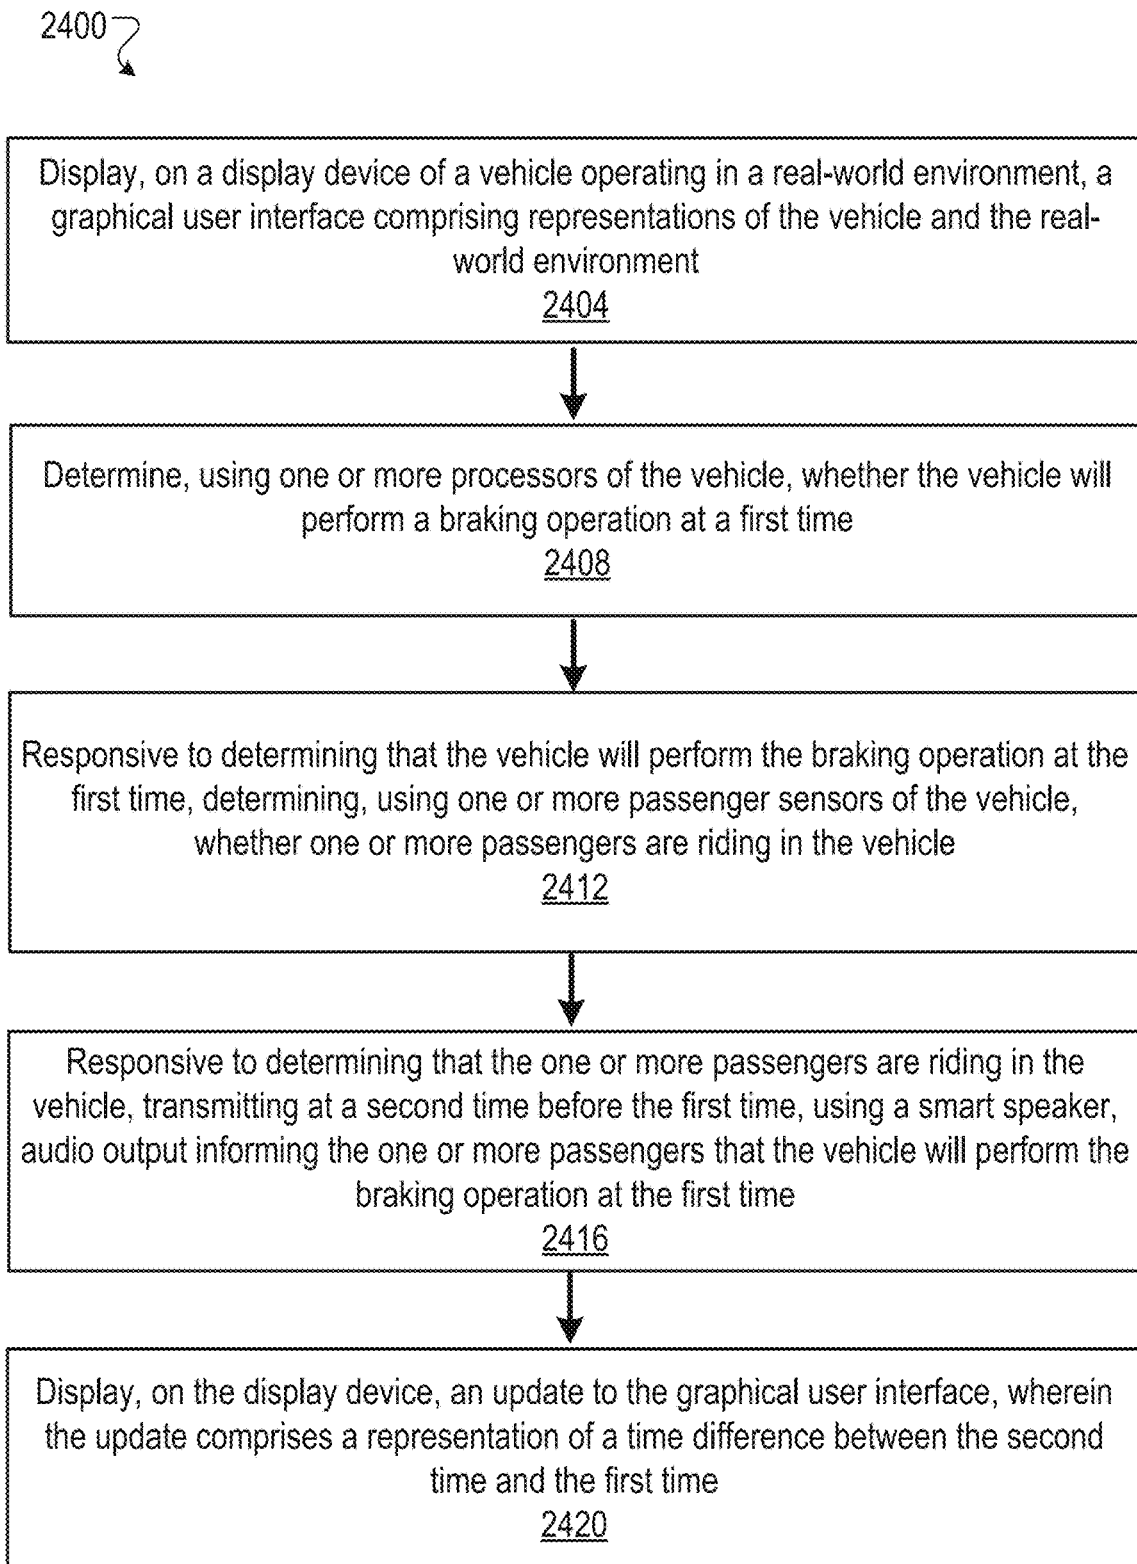 2400
Display, on a display device of a vehicle operating in a real-world environment, a
graphical user interface comprising representations of the vehicle and the real-
world environment
2404
Determine, using one or more processors of the vehicle, whether the vehicle will
perform a braking operation at a first time
2408
Responsive to determining that the vehicle will perform the braking operation at the
first time, determining, using one or more passenger sensors of the vehicle,
whether one or more passengers are riding in the vehicle
2412
Responsive to determining that the one or more passengers are riding in the
vehicle, transmitting at a second time before the first time, using a smart speaker,
audio output informing the one or more passengers that the vehicle will perform the
braking operation at the first time
2416
Display, on the display device, an update to the graphical user interface, wherein
the update comprises a representation of a time difference between the second
time and the first time
2420